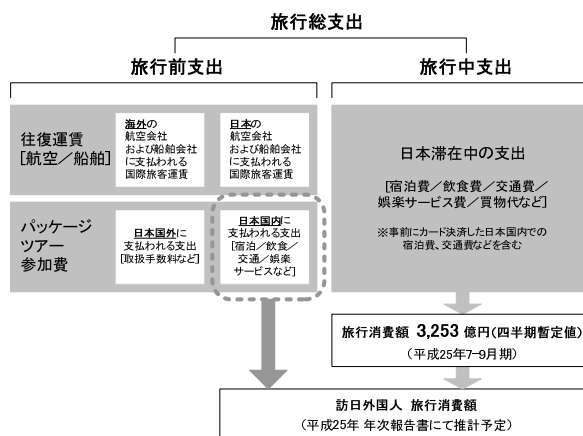 旅行総支出
旅行前支出
旅行中支出
往復運賃
[航空／船舶]
海外の
航空会社
および船舶会社
に支払われる
国際旅客運賃
日本の
航空会社
および船舶会社
に支払われる
国際旅客運賃
パッケージ
ツアー
参加費
日本国外に
支払われる支出
[取扱手数料など]
日本国内に
支払われる支出
[宿泊／飲食／
交通／娯楽
サービスなど]
日本滞在中の支出
[宿泊費／飲食費／交通費／
娯楽サービス費／買物代など]
※事前にカード決済した日本国内での
宿泊費、交通費などを含む
旅行消費額 3,253 億円(四半期暫定値)
（平成25年7-9月期）
訪日外国人 旅行消費額
（平成25年 年次報告書にて推計予定）